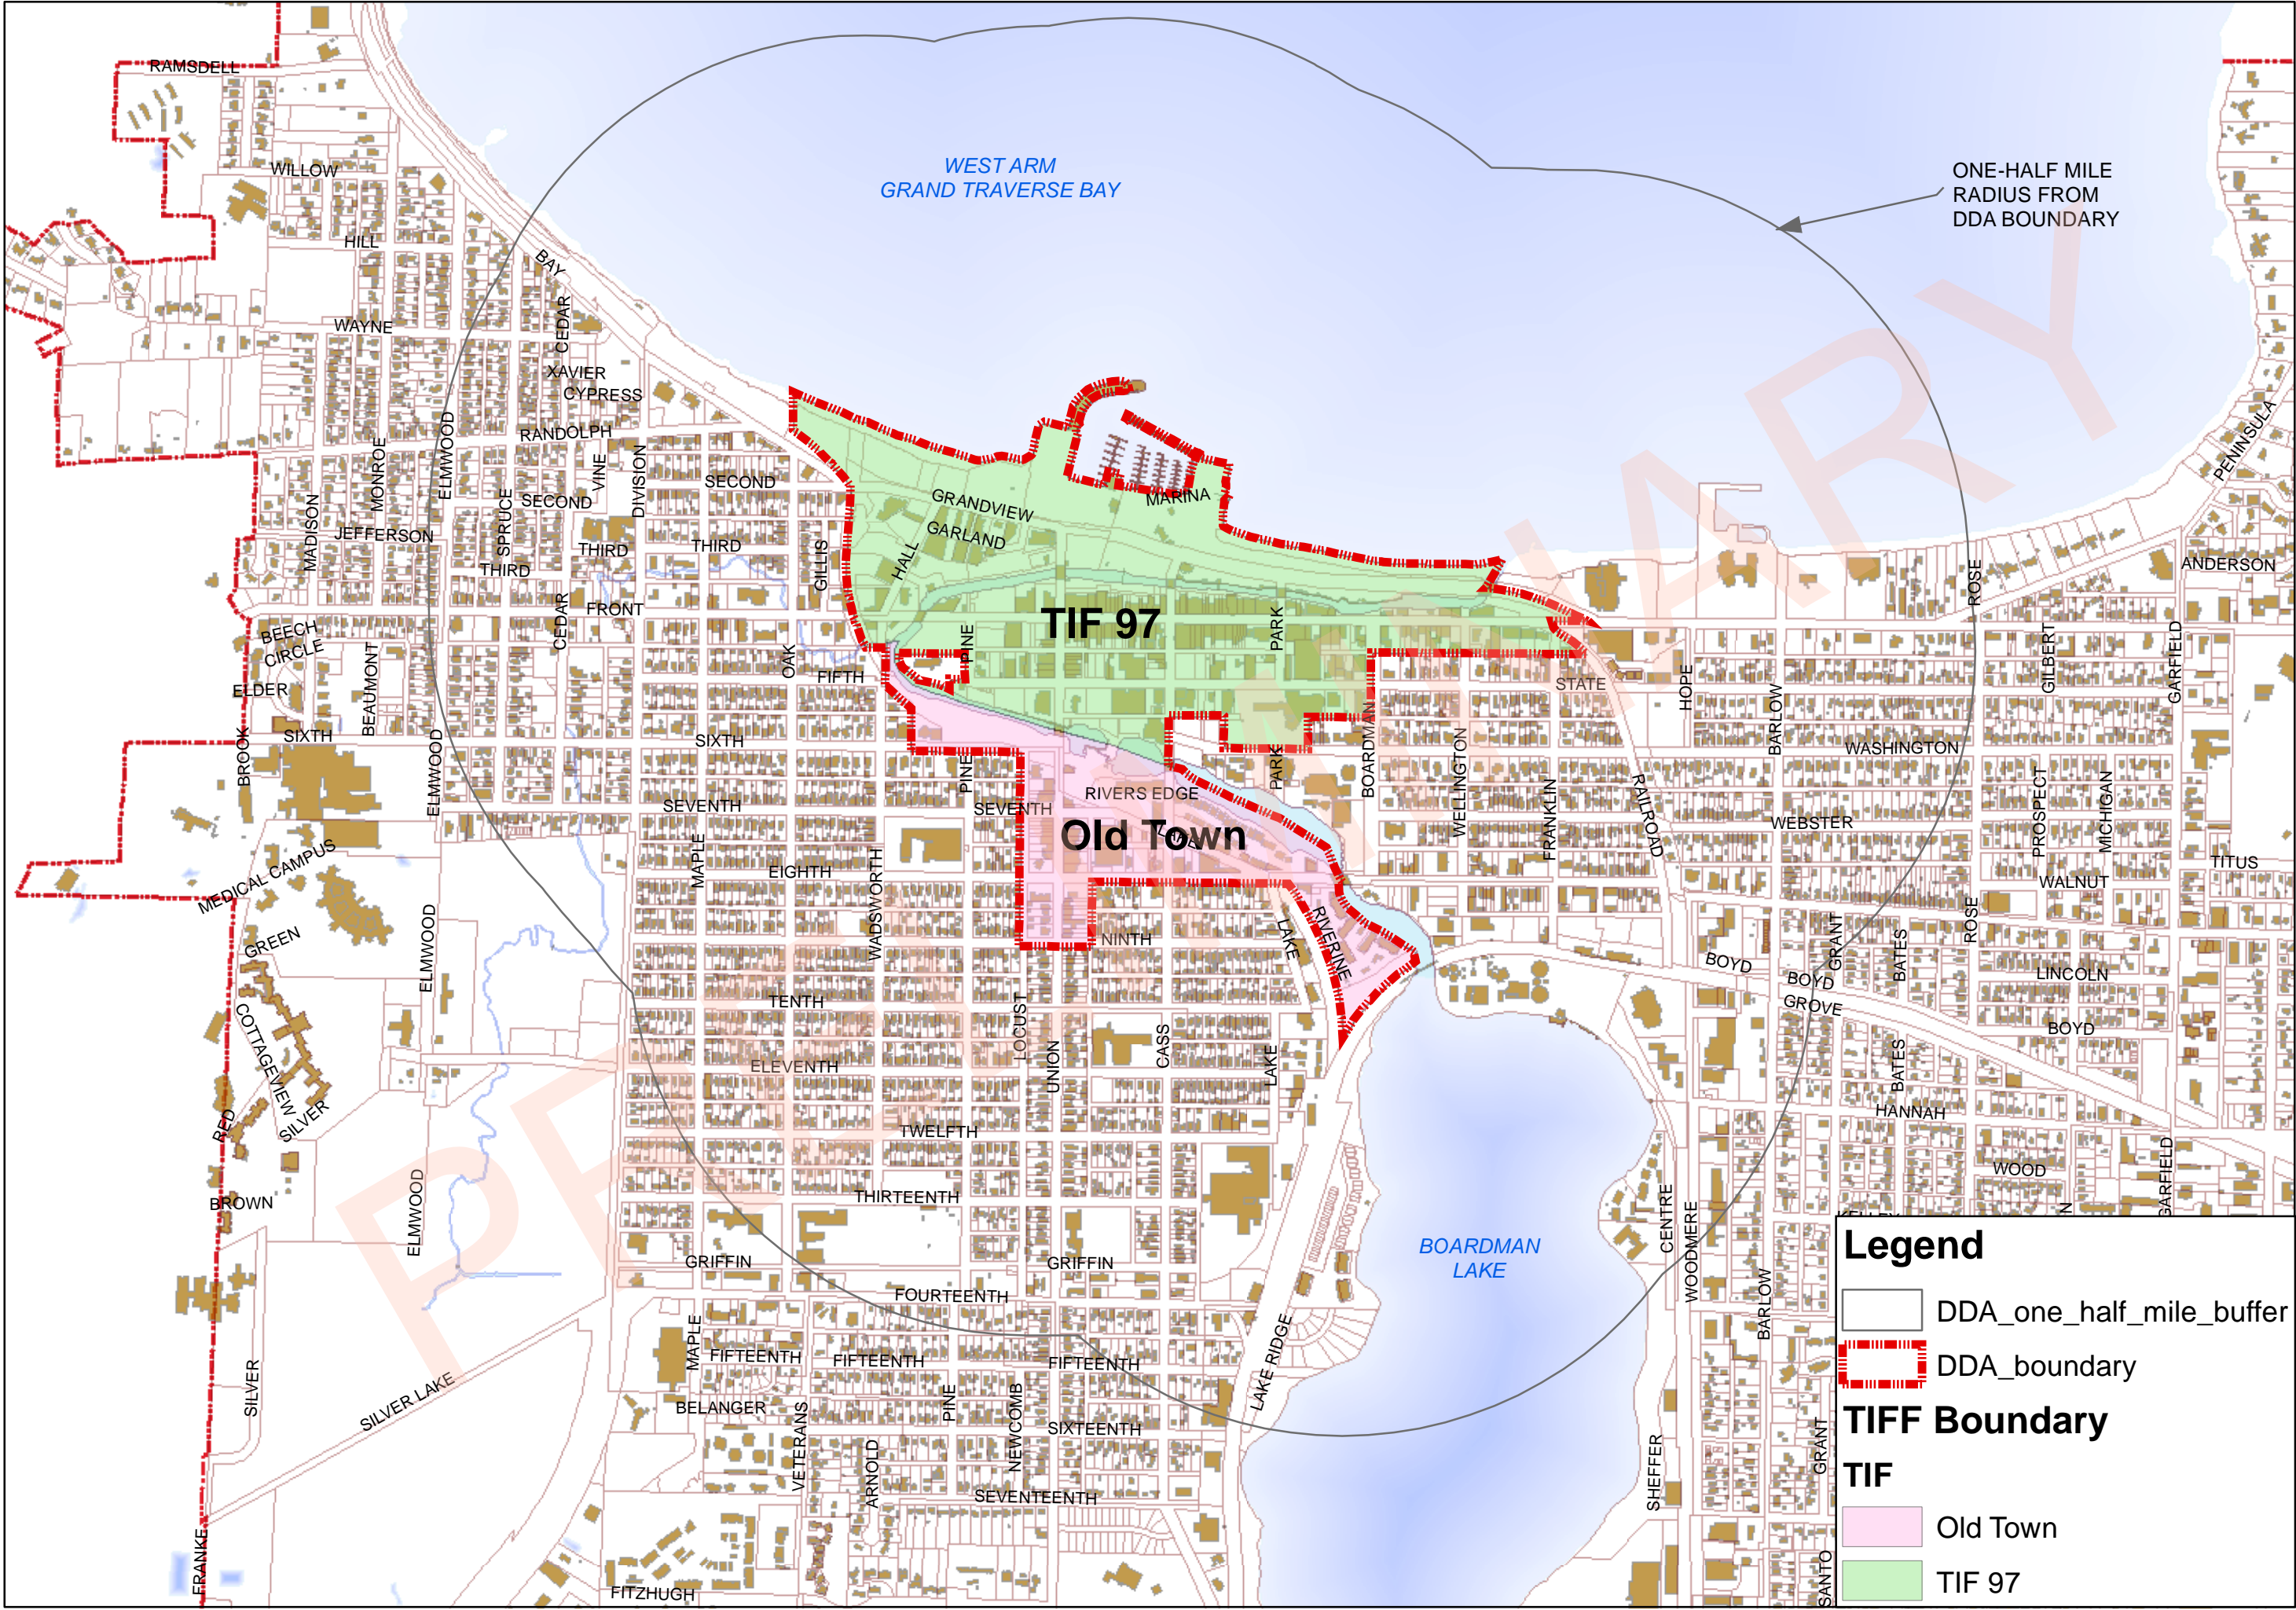 RAMSDELL
WILLOW
HILL
BAY
WAYNE
CEDAR
XAVIER
CYPRESS
RANDOLPH
MONROE
ELMWOOD
VINE
DIVISION
SECOND
SECOND
SPRUCE
MADISON
JEFFERSON
THIRD
THIRD
THIRD
GILLIS
FRONT
CEDAR
BEECH
CIRCLE
ELDER
BEAUMONT
OAK
FIFTH
SIXTH
SIXTH
BROOK
ELMWOOD
WEST ARM
GRAND TRAVERSE BAY
ONE-HALF MILE
RADIUS FROM
DDA BOUNDARY
PRELIMINARY
GRANDVIEW
GARLAND
HALL
MARINA
TIF 97
PINE
PARK
STATE
HOPE
ROSE
ANDERSON
PENINSULA
GILBERT
GARFIELD
BARLOW
WASHINGTON
BOARDMAN
PARK
WELLINGTON
FRANKLIN
RAILROAD
WEBSTER
PROSPECT
MICHIGAN
TITUS
WALNUT
PINE
SEVENTH
SEVENTH
RIVERS EDGE
Old Town
MAPLE
EIGHTH
WADSWORTH
MEDICAL CAMPUS
GREEN
ELMWOOD
COTTAGEVIEW
RED
SILVER
BROWN
ELMWOOD
NINTH
LAKE
RIVERINE
TENTH
LOCUST
UNION
CASS
LAKE
ELEVENTH
TWELFTH
THIRTEENTH
BOYD
BOYD
GROVE
GRANT
BATES
ROSE
LINCOLN
BOYD
BATES
HANNAH
WOOD
GARFIELD
CENTRE
WOODMERE
BARLOW
GRIFFIN
GRIFFIN
FOURTEENTH
BOARDMAN
LAKE
MAPLE
FIFTEENTH
FIFTEENTH
FIFTEENTH
LAKE RIDGE
SILVER
SILVER LAKE
BELANGER
VETERANS
PINE
NEWCOMB
SIXTEENTH
ARNOLD
SEVENTEENTH
SHEFFER
GRANT
SANTO
FRANKE
FITZHUGH
Legend
DDA_one_half_mile_buffer
DDA_boundary
TIFF Boundary
TIF
Old Town
TIF 97